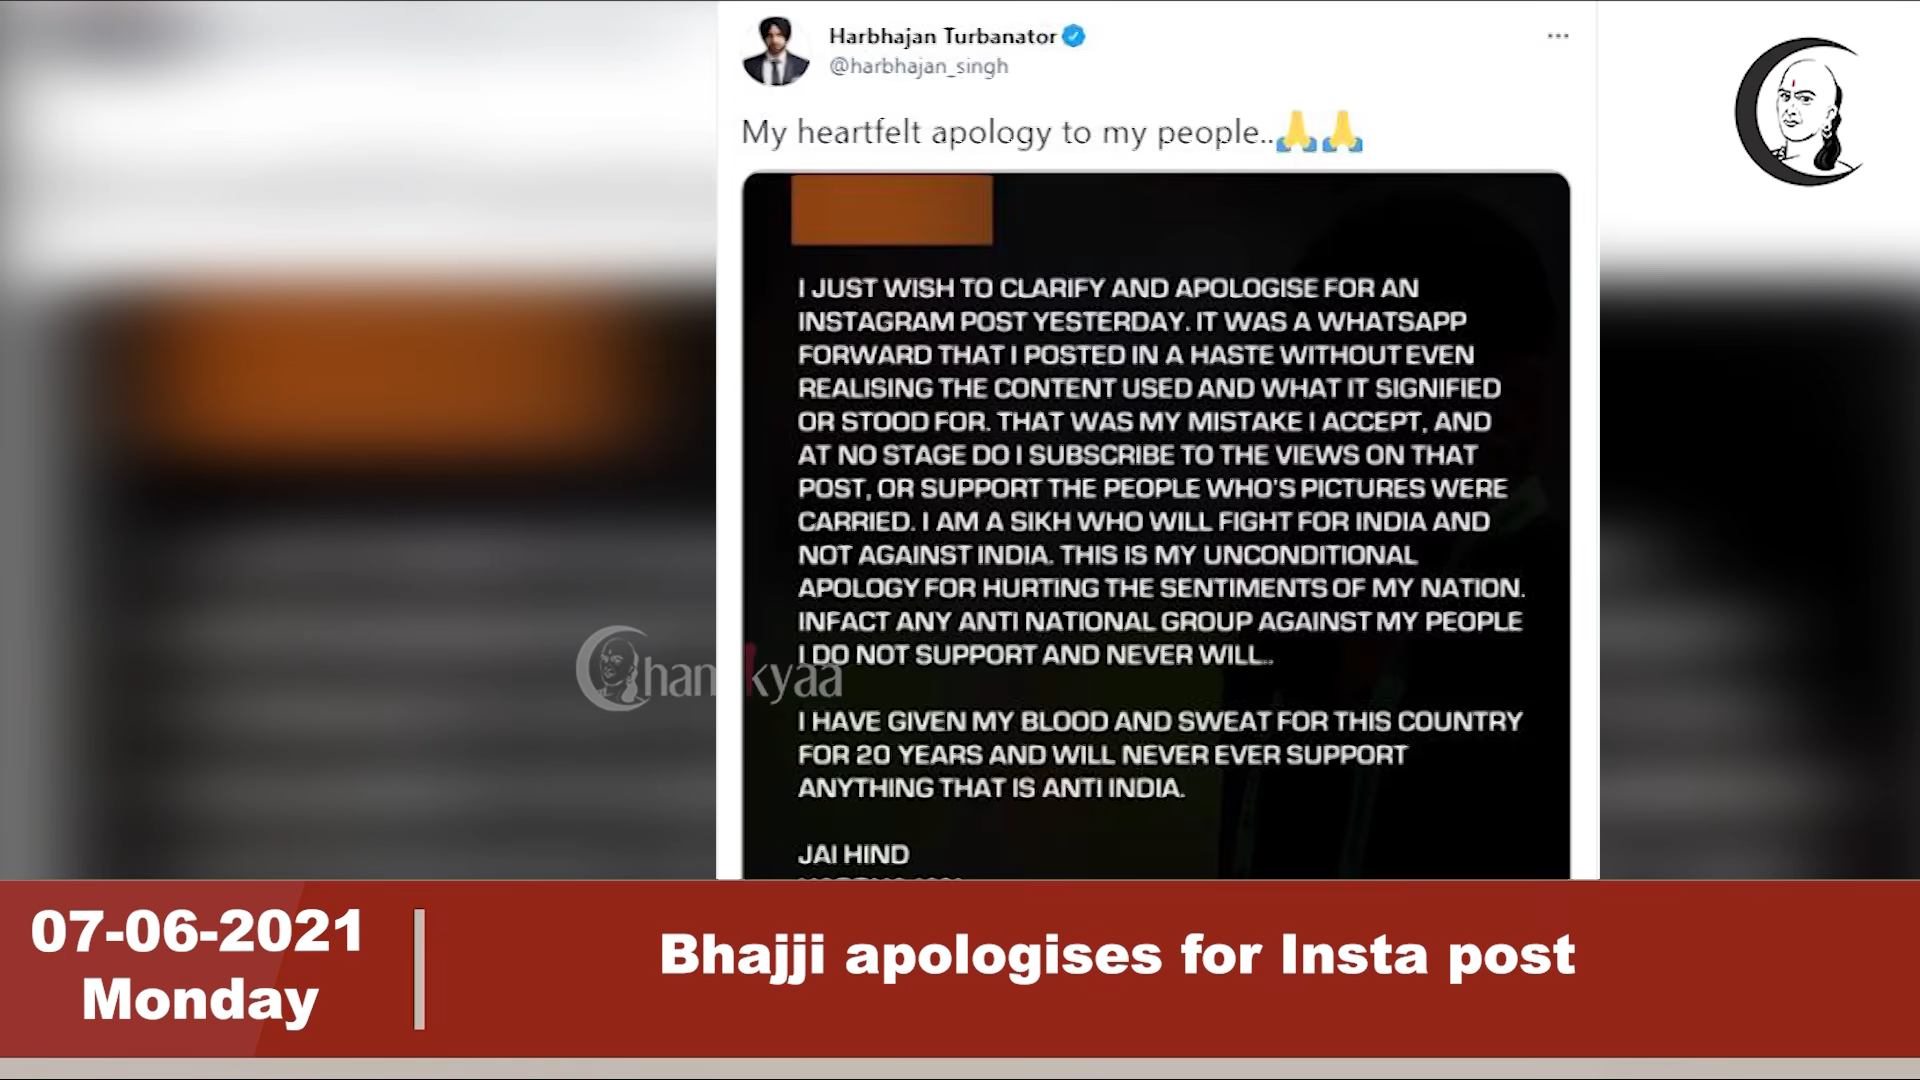 Harbhajan Turbanator
@harbhajan_singh
My heartfelt apology to my people..🙏🙏
I JUST WISH TO CLARIFY AND APOLOGISE FOR AN
INSTAGRAM POST YESTERDAY. IT WAS A WHATSAPP
FORWARD THAT I POSTED IN A HASTE WITHOUT EVEN
REALISING THE CONTENT USED AND WHAT IT SIGNIFIED
OR STOOD FOR. THAT WAS MY MISTAKE I ACCEPT, AND
AT NO STAGE DO I SUBSCRIBE TO THE VIEWS ON THAT
POST, OR SUPPORT THE PEOPLE WHO'S PICTURES WERE
CARRIED. I AM A SIKH WHO WILL FIGHT FOR INDIA AND
NOT AGAINST INDIA. THIS IS MY UNCONDITIONAL
APOLOGY FOR HURTING THE SENTIMENTS OF MY NATION.
INFACT ANY ANTI NATIONAL GROUP AGAINST MY PEOPLE
I DO NOT SUPPORT AND NEVER WILL..
I HAVE GIVEN MY BLOOD AND SWEAT FOR THIS COUNTRY
FOR 20 YEARS AND WILL NEVER EVER SUPPORT
ANYTHING THAT IS ANTI INDIA.
JAI HIND
07-06-2021
Monday
Bhajji apologises for Insta post